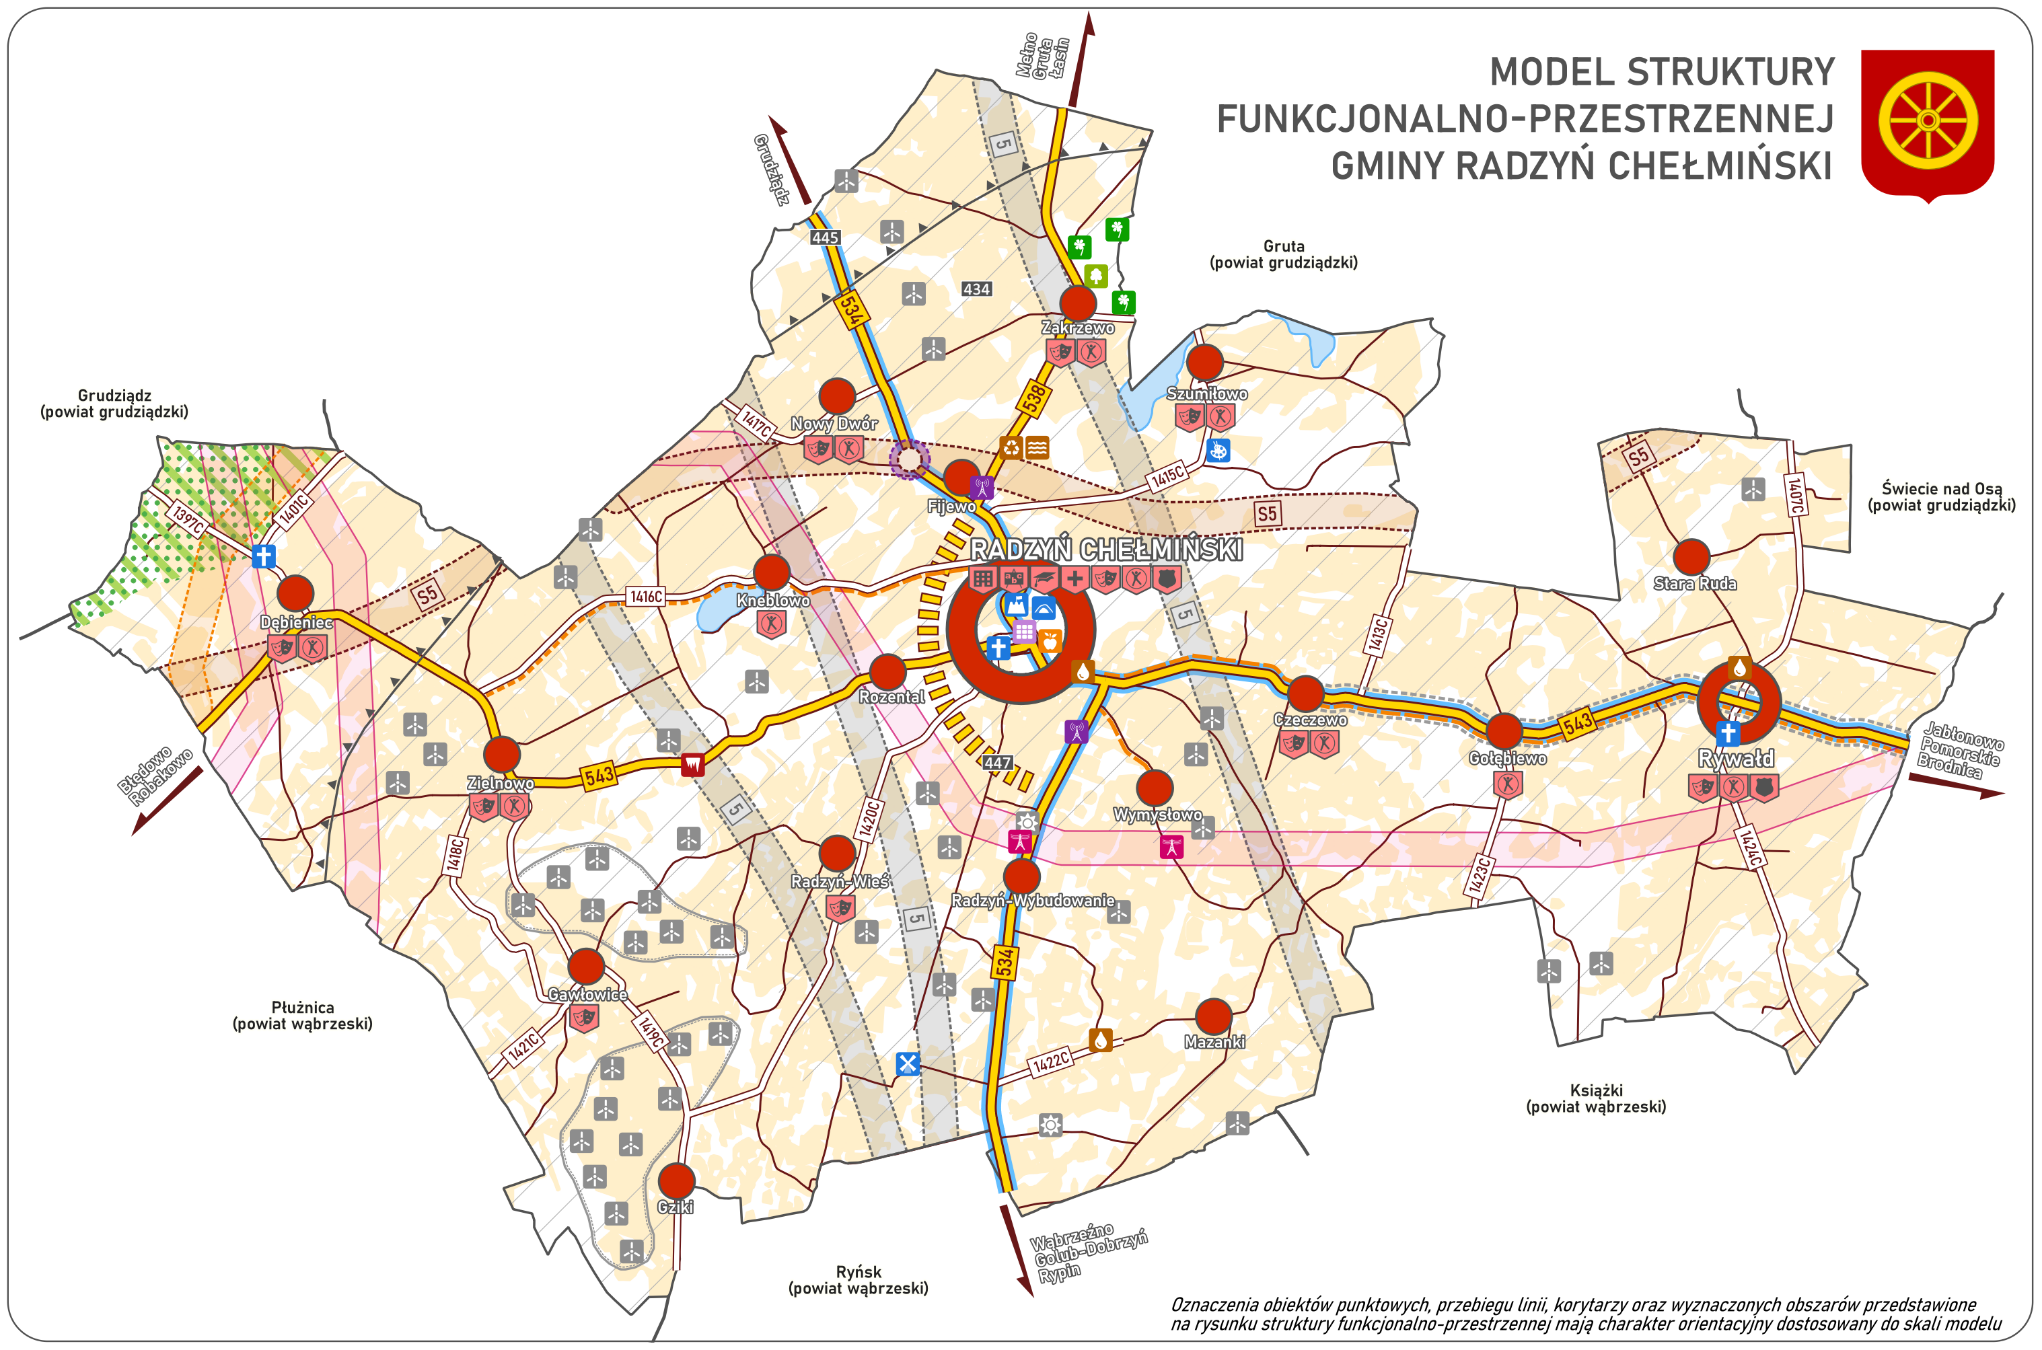 MODEL STRUKTURY
FUNKCJONALNO-PRZESTRZENNEJ
GMINY RADZYŃ CHEŁMIŃSKI
Mełno
Gruta
Łasin
Grudziądz
5
445
Gruta
(powiat grudziądzki)
434
534
Zakrzewo
538
Szumiłowo
Grudziądz
(powiat grudziądzki)
Nowy Dwór
1417C
S5
1415C
1407C
Świecie nad Osą
(powiat grudziądzki)
1397C
1401C
Fijewo
S5
RADZYŃ CHEŁMIŃSKI
Stara Ruda
S5
1416C
Kneblowo
Dębieniec
5
1413C
Rozental
Czeczewo
543
Gołębiewo
Rywałd
Jabłonowo
Pomorskie
Brodnica
Błędowo
Robakowo
Zielnowo
543
447
5
1420C
Wymysłowo
1418C
1424C
1423C
Radzyń-Wieś
Radzyń-Wybudowanie
5
534
Gawłowice
Płużnica
(powiat wąbrzeski)
1419C
1421C
Mazanki
1422C
Książki
(powiat wąbrzeski)
Gziki
Wąbrzeźno
Golub-Dobrzyń
Rypin
Ryńsk
(powiat wąbrzeski)
Oznaczenia obiektów punktowych, przebiegu linii, korytarzy oraz wyznaczonych obszarów przedstawione
na rysunku struktury funkcjonalno-przestrzennej mają charakter orientacyjny dostosowany do skali modelu